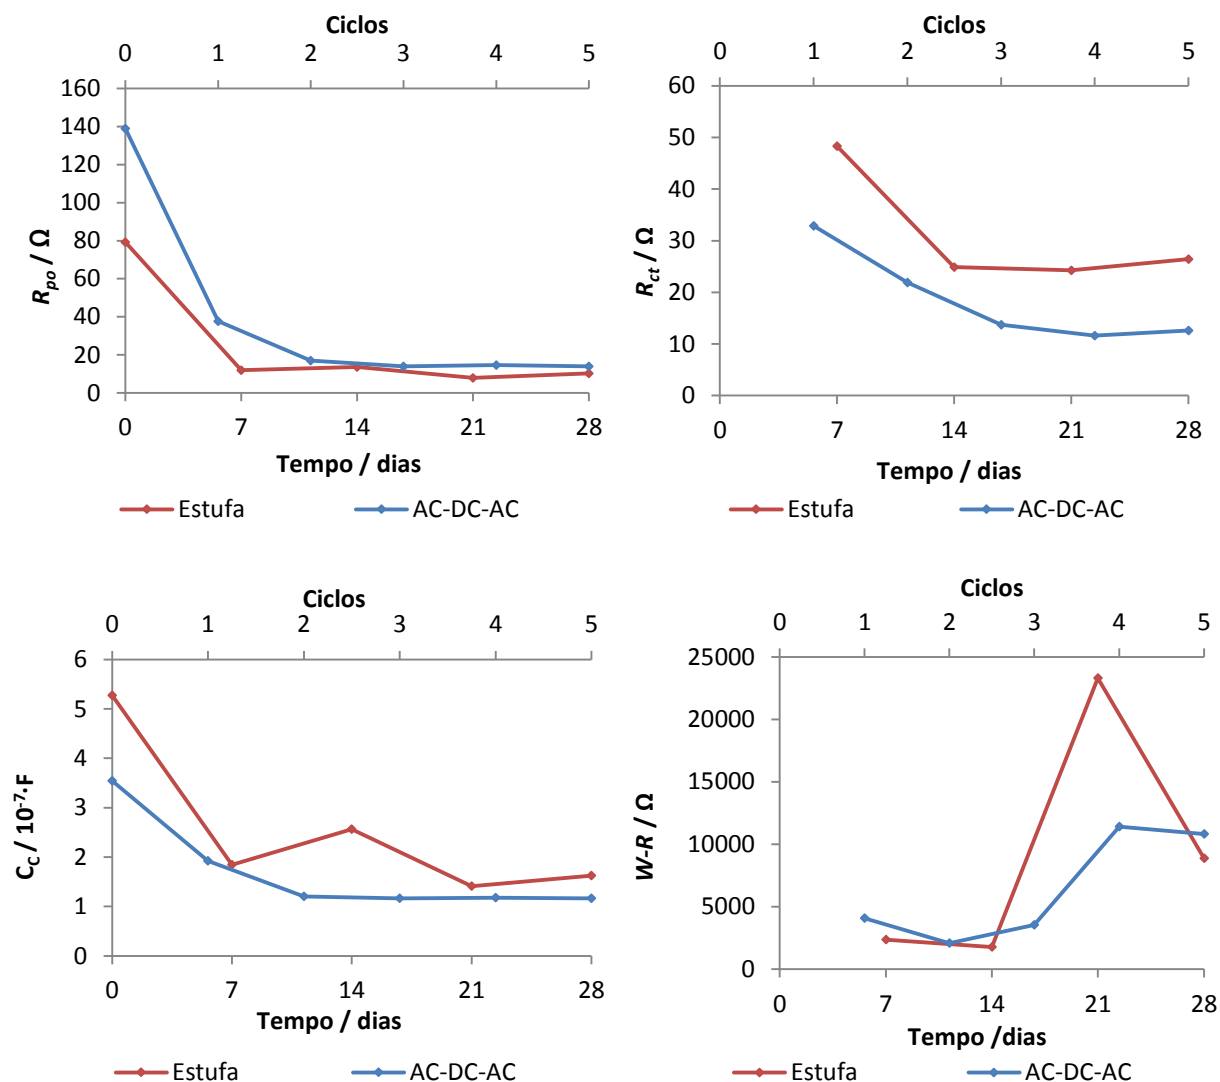 Ciclos
0 1 2 3 4 5
160
140
120
100
80
60
40
20
0
R_po / Ω
0 7 14 21 28
Tempo / dias
Estufa AC-DC-AC
Ciclos
0 1 2 3 4 5
60
50
40
30
20
10
0
R_ct / Ω
0 7 14 21 28
Tempo / dias
Estufa AC-DC-AC
Ciclos
0 1 2 3 4 5
6
5
4
3
2
1
0
C_C / 10⁻⁷·F
0 7 14 21 28
Tempo / dias
Estufa AC-DC-AC
Ciclos
0 1 2 3 4 5
25000
20000
15000
10000
5000
0
W-R / Ω
0 7 14 21 28
Tempo /dias
Estufa AC-DC-AC